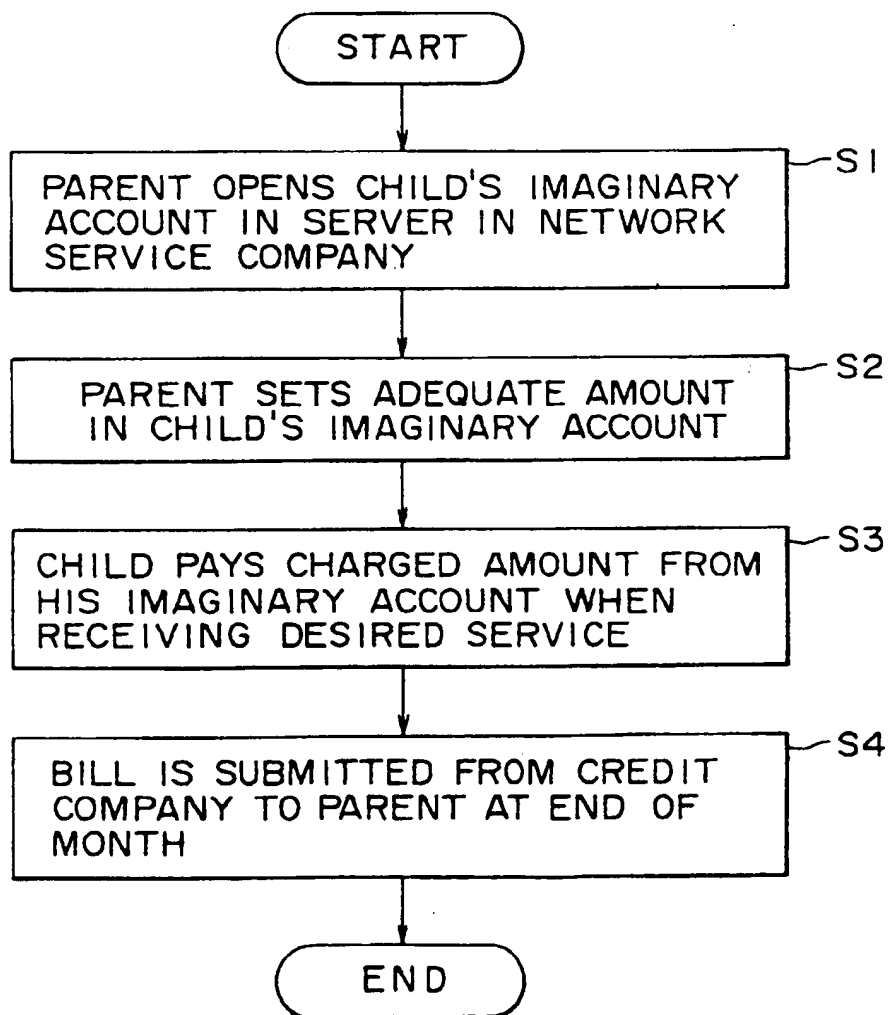 START
S1
PARENT OPENS CHILD'S IMAGINARY
ACCOUNT IN SERVER IN NETWORK
SERVICE COMPANY
S2
PARENT SETS ADEQUATE AMOUNT
IN CHILD'S IMAGINARY ACCOUNT
S3
CHILD PAYS CHARGED AMOUNT FROM
HIS IMAGINARY ACCOUNT WHEN
RECEIVING DESIRED SERVICE
S4
BILL IS SUBMITTED FROM CREDIT
COMPANY TO PARENT AT END OF
MONTH
END